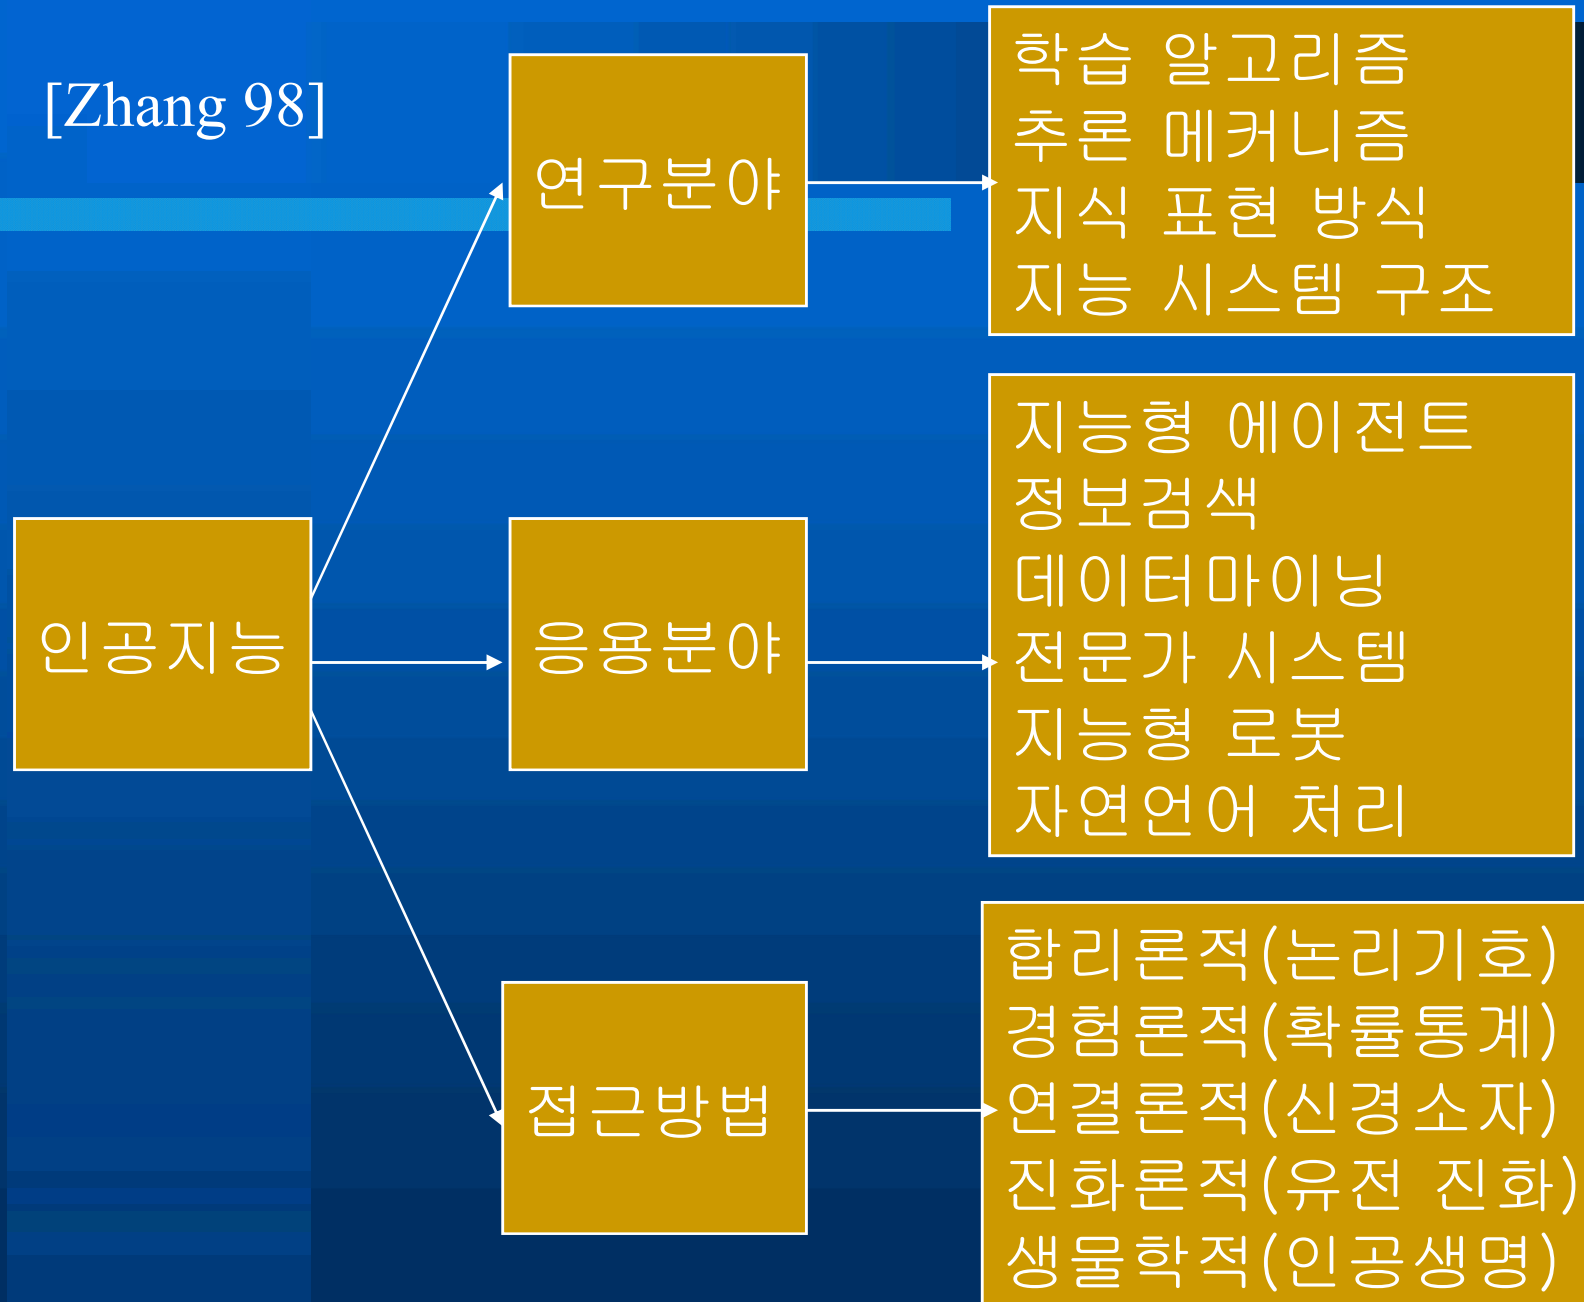 [Zhang 98]
연구분야
학습 알고리즘
추론 메커니즘
지식 표현 방식
지능 시스템 구조
인공지능
응용분야
지능형 에이전트
정보검색
데이터마이닝
전문가 시스템
지능형 로봇
자연언어 처리
접근방법
합리론적(논리기호)
경험론적(확률통계)
연결론적(신경소자)
진화론적(유전 진화)
생물학적(인공생명)